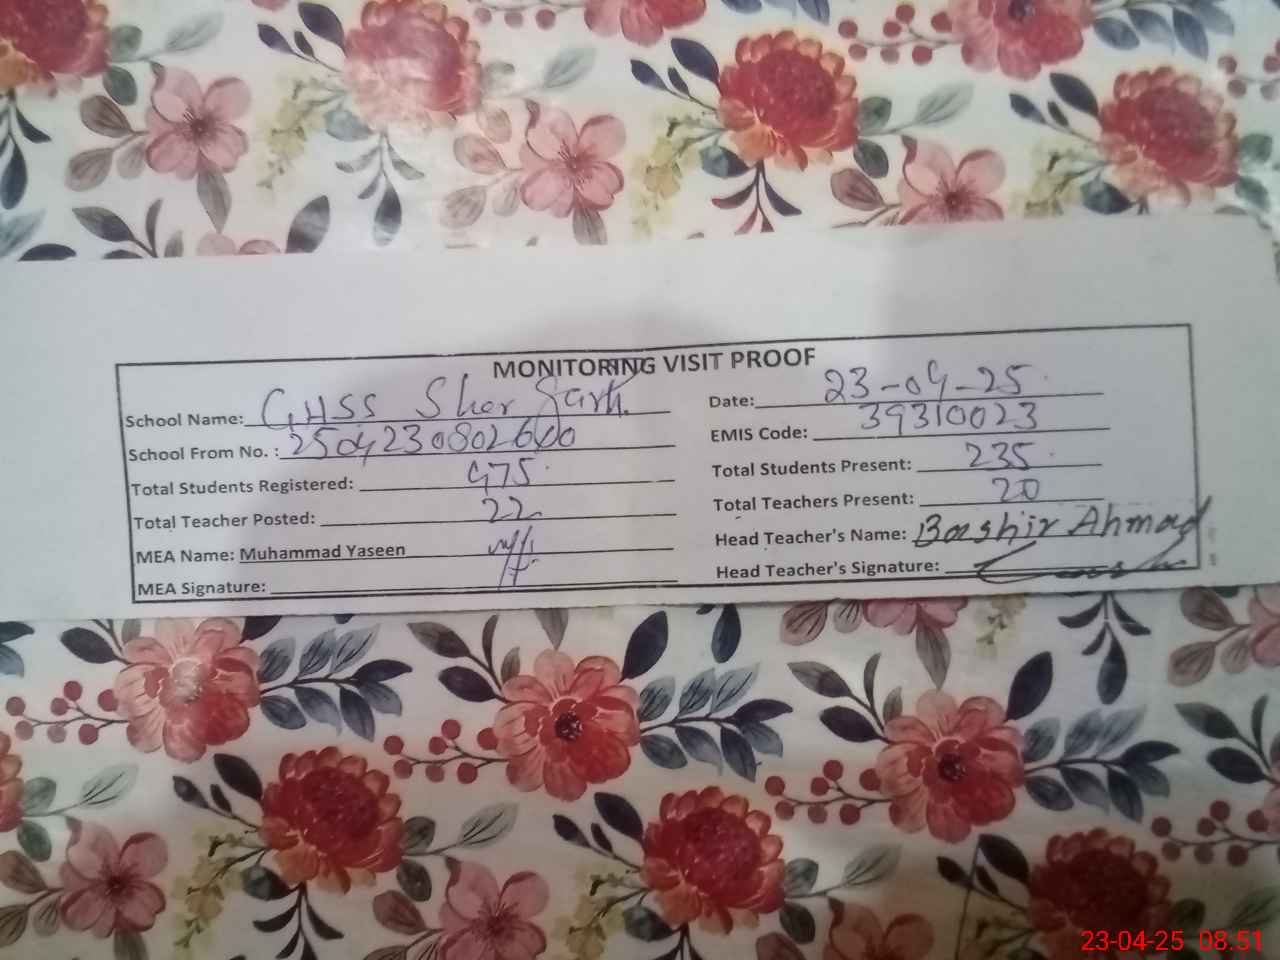 MONITORING VISIT PROOF
School Name: GHSS Sher Garh.
Date: 23-04-25
School From No. : 2504230802600
EMIS Code: 39310023
Total Students Registered: 475
Total Students Present: 235
Total Teacher Posted: 22
Total Teachers Present: 20
MEA Name: Muhammad Yaseen
Head Teacher's Name: Bashir Ahmad
MEA Signature:
Head Teacher's Signature:
23-04-25 08:51